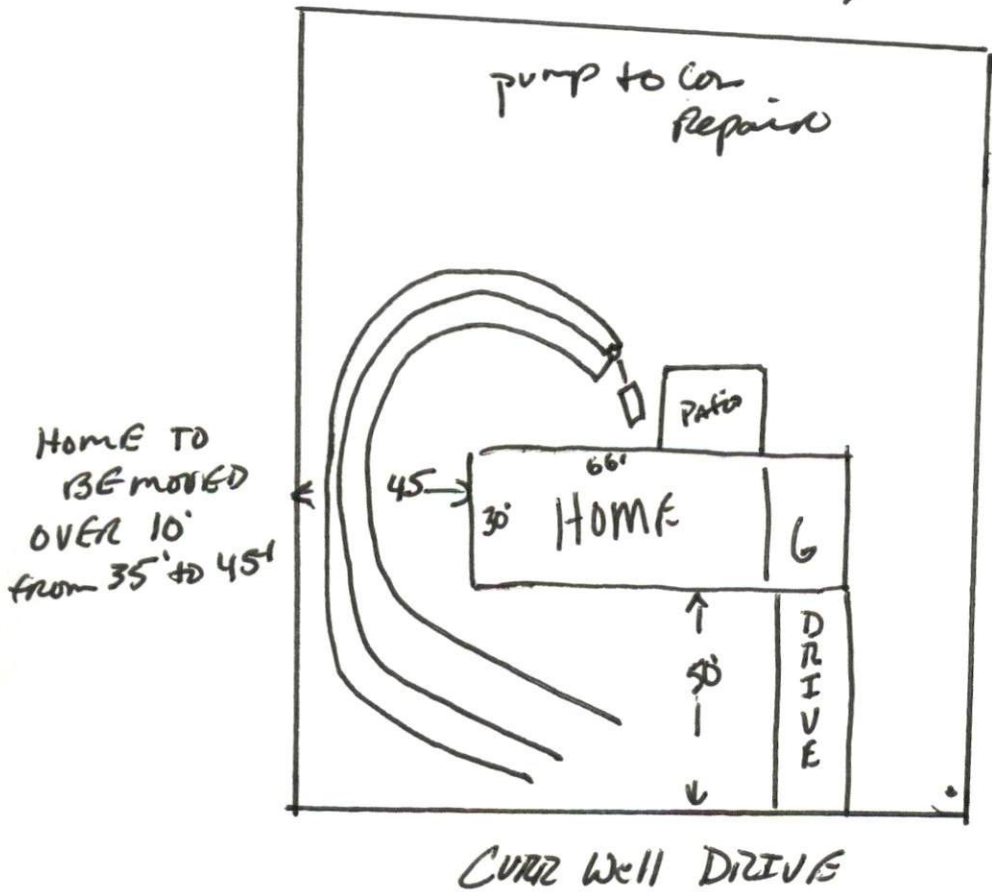 pump to Con
Repair
PATIO
HOME TO
BE MOVED
OVER 10'
from 35' to 45'
45
66'
30'
HOME
G
50'
DRIVE
CURR Well DRIVE